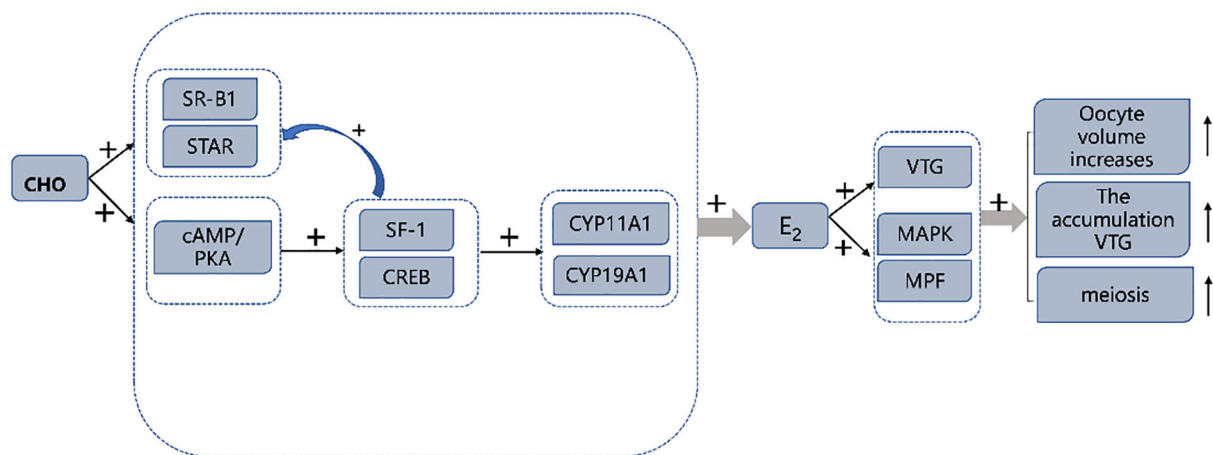 CHO
+
+
SR-B1
STAR
cAMP/
PKA
+
+
SF-1
CREB
+
CYP11A1
CYP19A1
+
E₂
+
+
VTG
MAPK
MPF
+
Oocyte
volume
increases
The
accumulation
VTG
meiosis